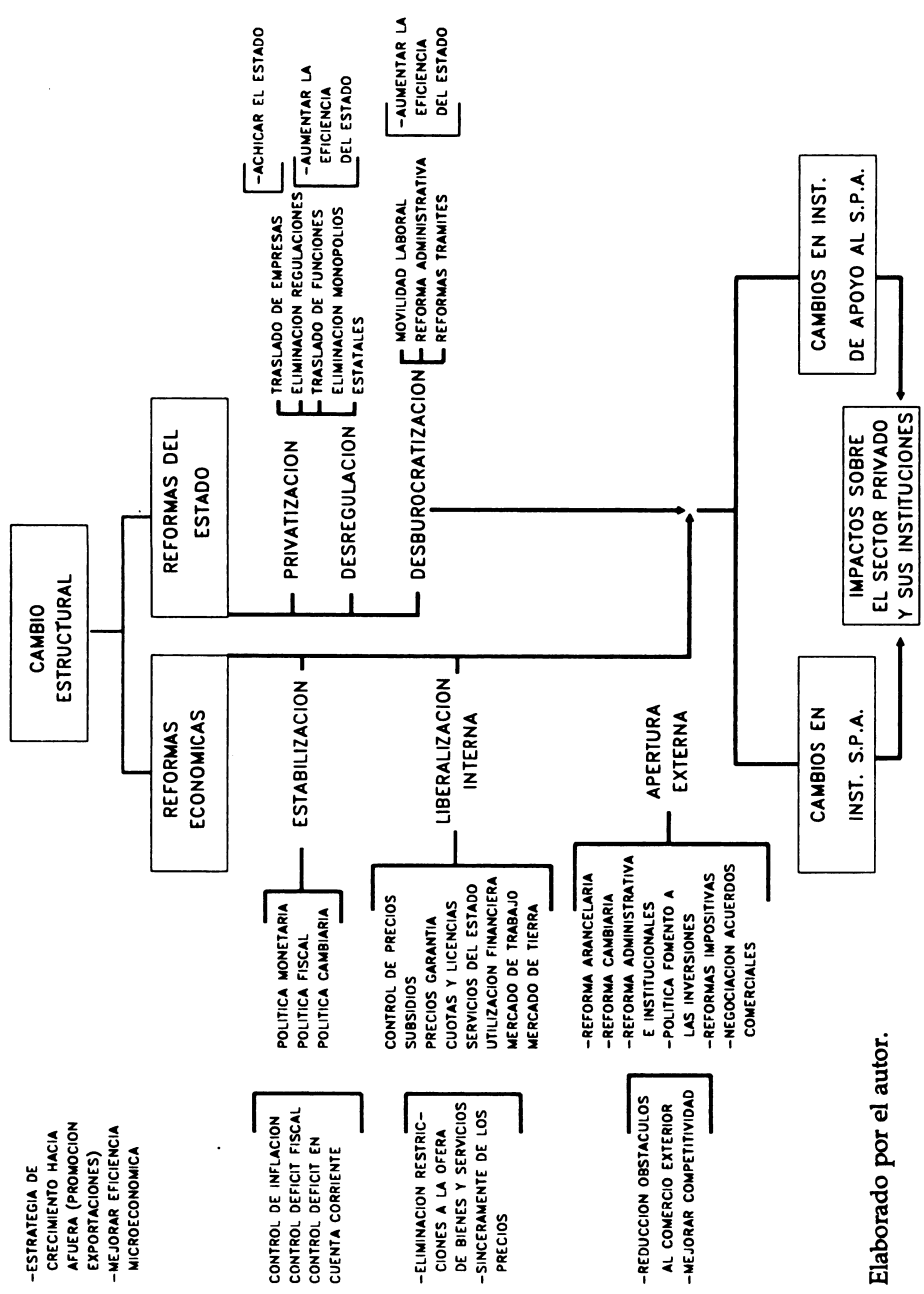 -ESTRATEGIA DE
CRECIMIENTO HACIA
AFUERA (PROMOCION
EXPORTACIONES)
-MEJORAR EFICIENCIA
MICROECONOMICA
CAMBIO
ESTRUCTURAL
REFORMAS
ECONOMICAS
REFORMAS DEL
ESTADO
CONTROL DE INFLACION
CONTROL DEFICIT FISCAL
CONTROL DEFICIT EN
CUENTA CORRIENTE
POLITICA MONETARIA
POLITICA FISCAL
POLITICA CAMBIARIA
ESTABILIZACION
PRIVATIZACION
DESREGULACION
DESBUROCRATIZACION
TRASLADO DE EMPRESAS
ELIMINACION REGULACIONES
TRASLADO DE FUNCIONES
ELIMINACION MONOPOLIOS
ESTATALES
-ACHICAR EL ESTADO
-AUMENTAR LA
EFICIENCIA
DEL ESTADO
MOVILIDAD LABORAL
REFORMA ADMINISTRATIVA
REFORMAS TRAMITES
-AUMENTAR LA
EFICIENCIA
DEL ESTADO
-ELIMINACION RESTRIC-
CIONES A LA OFERA
DE BIENES Y SERVICIOS
-SINCERAMENTE DE LOS
PRECIOS
CONTROL DE PRECIOS
SUBSIDIOS
PRECIOS GARANTIA
CUOTAS Y LICENCIAS
SERVICIOS DEL ESTADO
UTILIZACION FINANCIERA
MERCADO DE TRABAJO
MERCADO DE TIERRA
LIBERALIZACION
INTERNA
-REDUCCION OBSTACULOS
AL COMERCIO EXTERIOR
-MEJORAR COMPETITIVIDAD
-REFORMA ARANCELARIA
-REFORMA CAMBIARIA
-REFORMA ADMINISTRATIVA
E INSTITUCIONALES
-POLITICA FOMENTO A
LAS INVERSIONES
-REFORMAS IMPOSITIVAS
-NEGOCIACION ACUERDOS
COMERCIALES
APERTURA
EXTERNA
CAMBIOS EN
INST. S.P.A.
CAMBIOS EN INST.
DE APOYO AL S.P.A.
IMPACTOS SOBRE
EL SECTOR PRIVADO
Y SUS INSTITUCIONES
Elaborado por el autor.